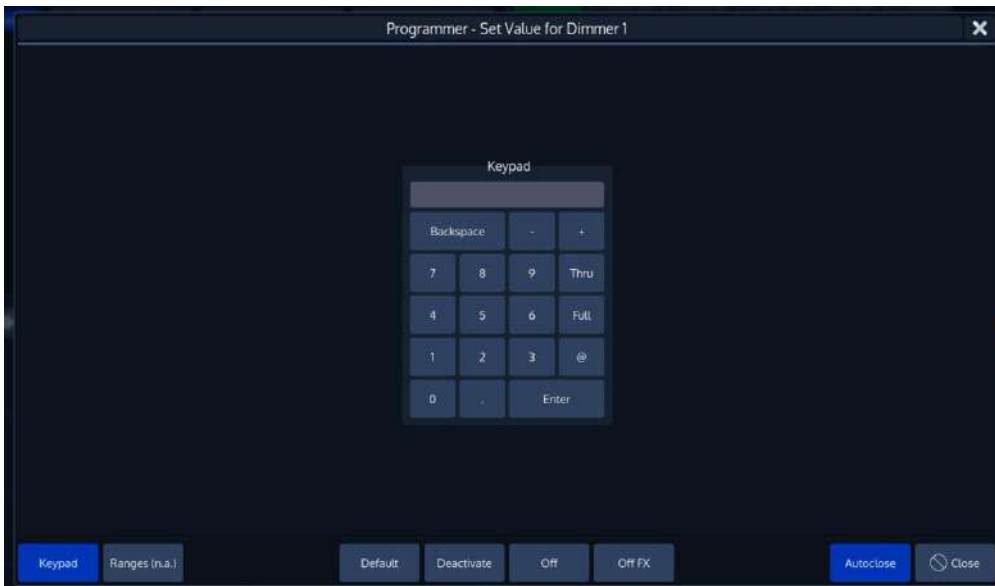 Programmer - Set Value for Dimmer 1
Keypad
Backspace - +
7 8 9 Thru
4 5 6 Full
1 2 3 @
0 . Enter
Keypad Ranges (n.a.) Default Deactivate Off Off FX Autoclose Close